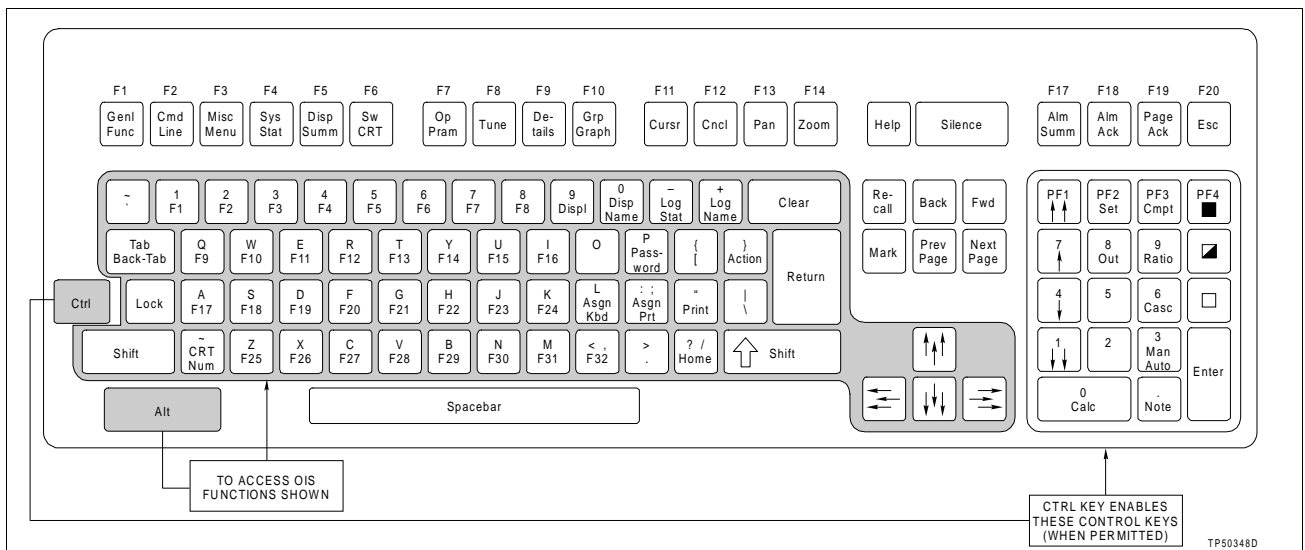 F1 F2 F3 F4 F5 F6 F7 F8 F9 F10 F11 F12 F13 F14 F17 F18 F19 F20
Genl Func
Cmd Line
Misc Menu
Sys Stat
Disp Summ
Sw CRT
Op Pram
Tune
De- tails
Grp Graph
Cursr
Cncl
Pan
Zoom
Help
Silence
Alm Summ
Alm Ack
Page Ack
Esc
~ `
1 F1
2 F2
3 F3
4 F4
5 F5
6 F6
7 F7
8 F8
9 Displ
0 Disp Name
– Log Stat
+ Log Name
Clear
Re- call
Back
Fwd
PF1
PF2 Set
PF3 Cmpt
PF4
Tab Back-Tab
Q F9
W F10
E F11
R F12
T F13
Y F14
U F15
I F16
O
P Pass- word
{ [
} Action
Return
Mark
Prev Page
Next Page
7
8 Out
9 Ratio
Ctrl
Lock
A F17
S F18
D F19
F F20
G F21
H F22
J F23
K F24
L Asgn Kbd
: ; Asgn Prt
“ Print
| \
4
5
6 Casc
Shift
~ CRT Num
Z F25
X F26
C F27
V F28
B F29
N F30
M F31
< , F32
> .
? / Home
Shift
1
2
3 Man Auto
Enter
Alt
Spacebar
0 Calc
. Note
TO ACCESS OIS
FUNCTIONS SHOWN
CTRL KEY ENABLES
THESE CONTROL KEYS
(WHEN PERMITTED)
TP50348D